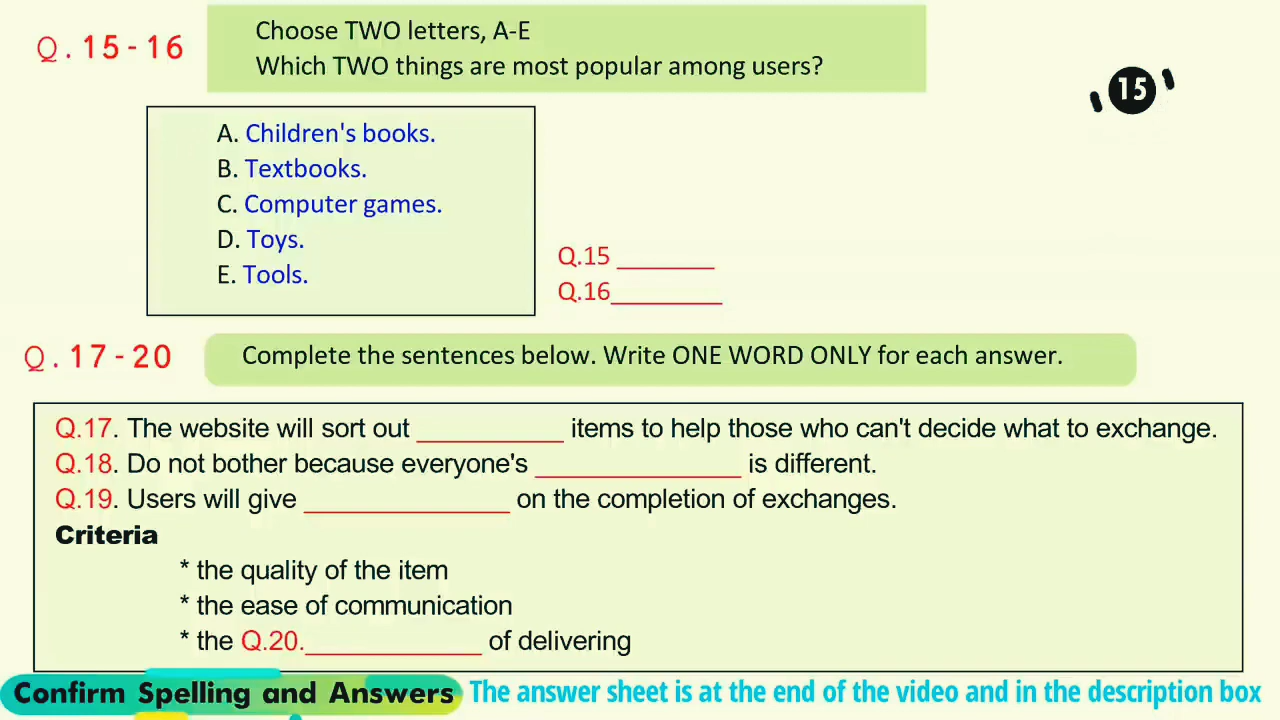 Q. 15-16
Choose TWO letters, A-E
Which TWO things are most popular among users?
15
A. Children's books.
B. Textbooks.
C. Computer games.
D. Toys.
E. Tools.
Q.15 ________
Q.16_________
Q. 17-20
Complete the sentences below. Write ONE WORD ONLY for each answer.
Q.17. The website will sort out __________ items to help those who can't decide what to exchange.
Q.18. Do not bother because everyone's ______________ is different.
Q.19. Users will give ______________ on the completion of exchanges.
Criteria
* the quality of the item
* the ease of communication
* the Q.20.____________ of delivering
Confirm Spelling and Answers
The answer sheet is at the end of the video and in the description box